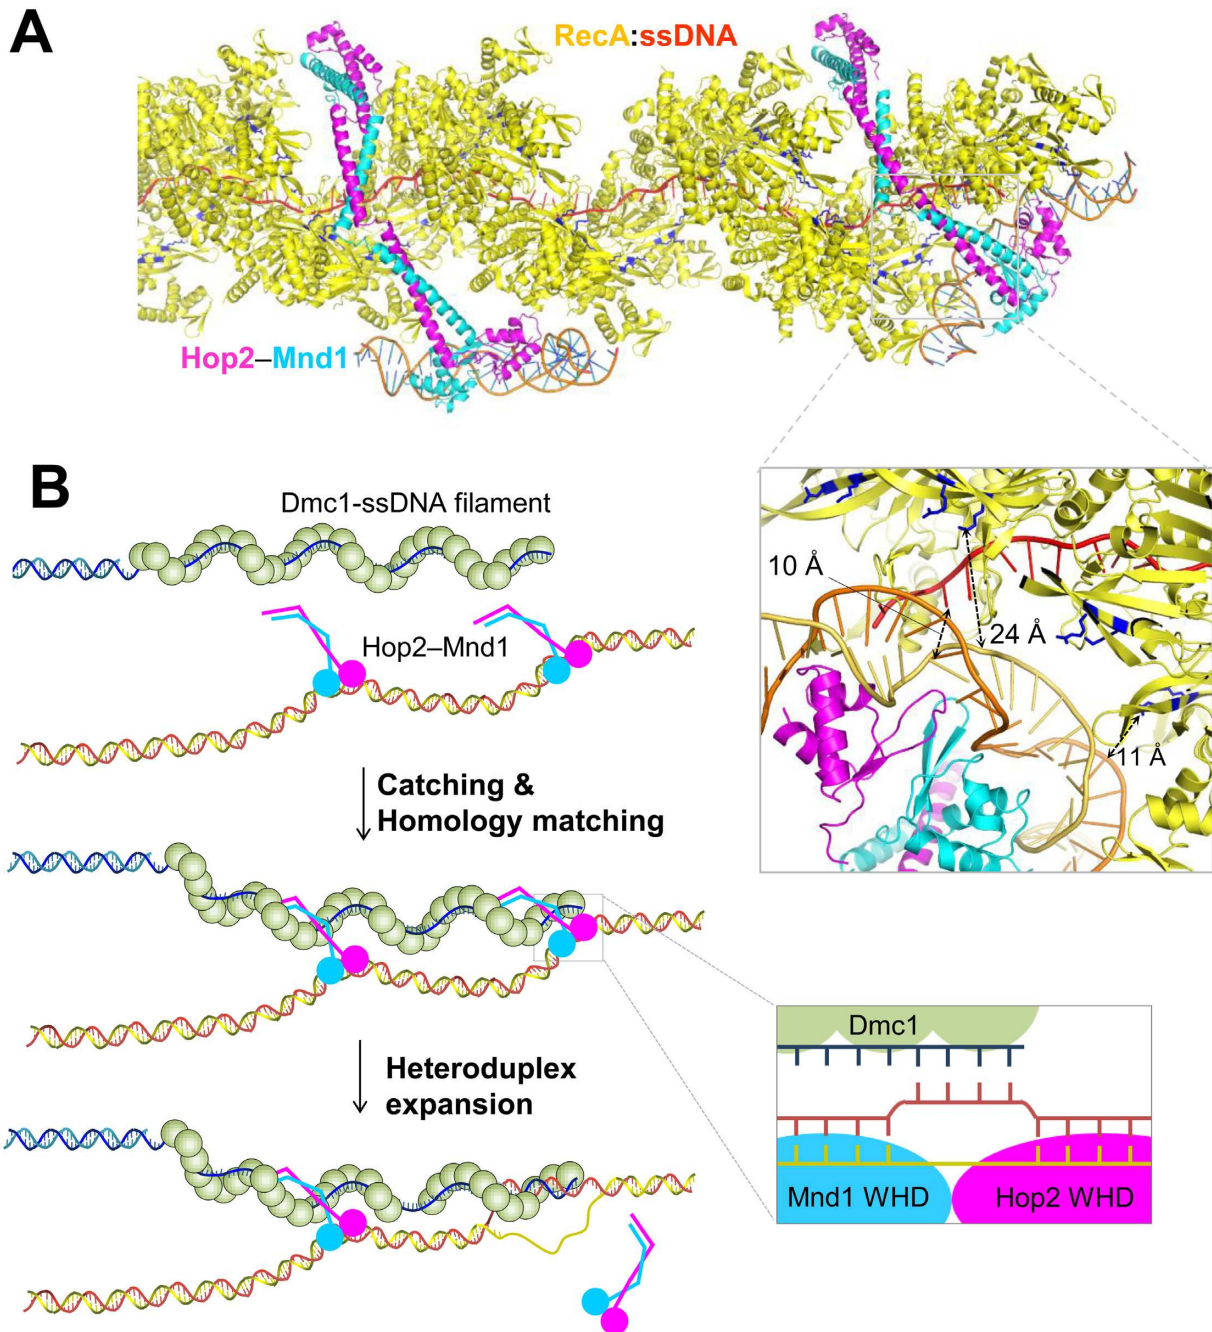 A
RecA:ssDNA
Hop2–Mnd1
B
Dmc1-ssDNA filament
10 Å
24 Å
Hop2–Mnd1
11 Å
Catching &
Homology matching
Dmc1
Heteroduplex
expansion
Mnd1 WHD
Hop2 WHD